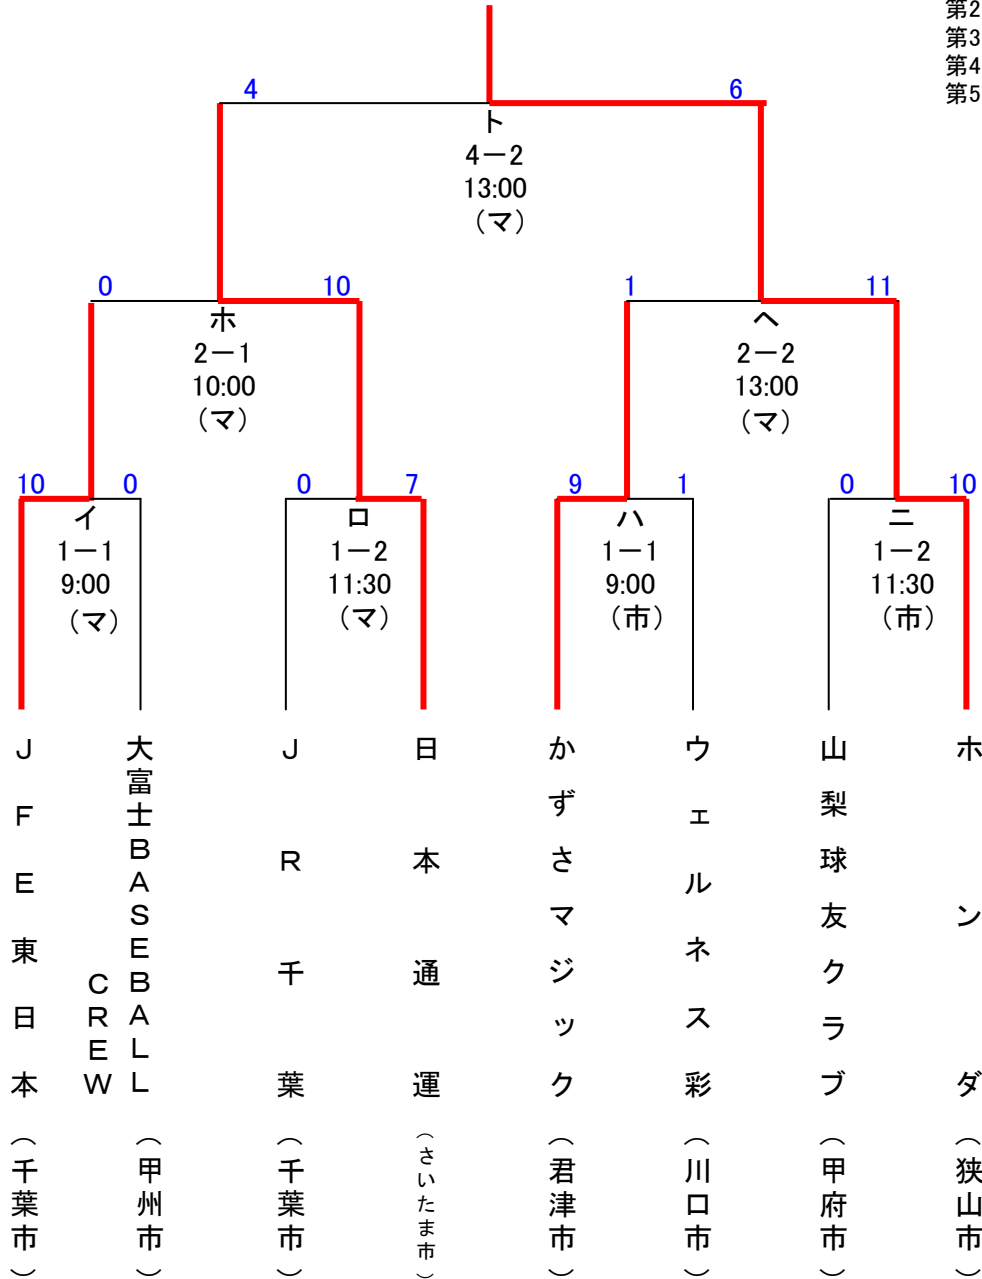 第2
第3
第4
第5
4
6
ト
4－2
13:00
（マ）
0
10
1
11
ホ
2－1
10:00
（マ）
ヘ
2－2
13:00
（マ）
10
0
0
7
9
1
0
10
イ
1－1
9:00
（マ）
ロ
1－2
11:30
（マ）
ハ
1－1
9:00
（市）
ニ
1－2
11:30
（市）
ＪＦＥ東日本（千葉市）
大富士ＢＡＳＥＢＡＬＬ
ＣＲＥＷ
（甲州市）
ＪＲ千葉（千葉市）
日本通運（さいたま市）
かずさマジック（君津市）
ウェルネス彩（川口市）
山梨球友クラブ（甲府市）
ホンダ（狭山市）